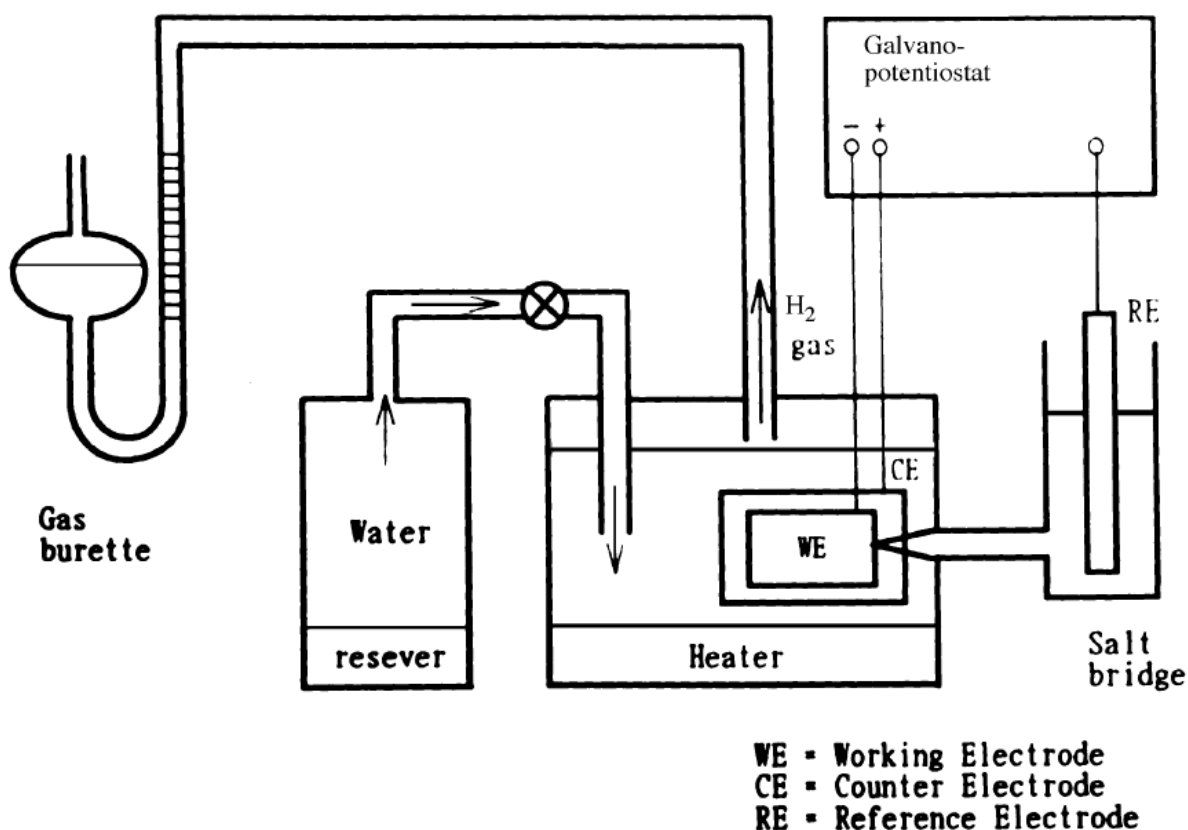 Galvano-
potentiostat
− +
H2
gas
RE
CE
Gas
burette
Water
WE
resever
Heater
Salt
bridge
WE = Working Electrode
CE = Counter Electrode
RE = Reference Electrode